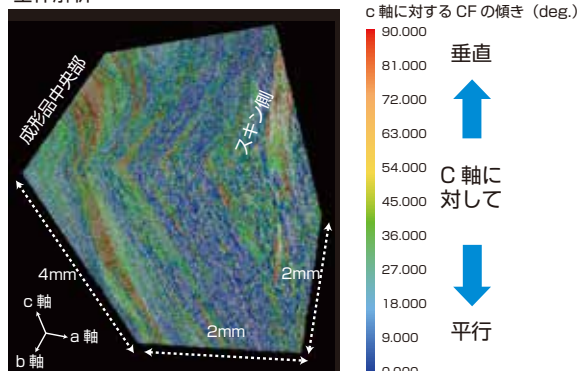 c 軸に対する CF の傾き（deg.）
成形品中央部
スキン側
4mm
2mm
2mm
c 軸
a 軸
b 軸
90.000
81.000
72.000
63.000
54.000
45.000
36.000
27.000
18.000
9.000
0.000
垂直
C 軸に
対して
平行